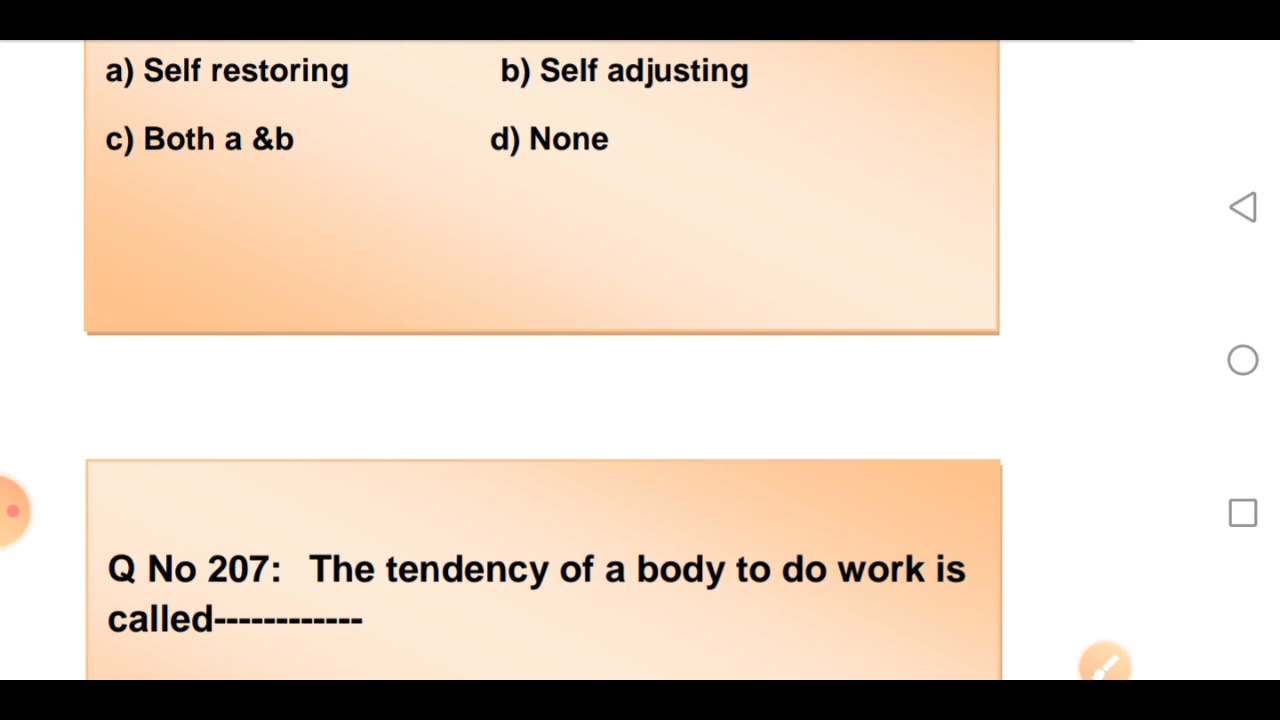 a) Self restoring b) Self adjusting
c) Both a &b d) None
Q No 207: The tendency of a body to do work is
called------------